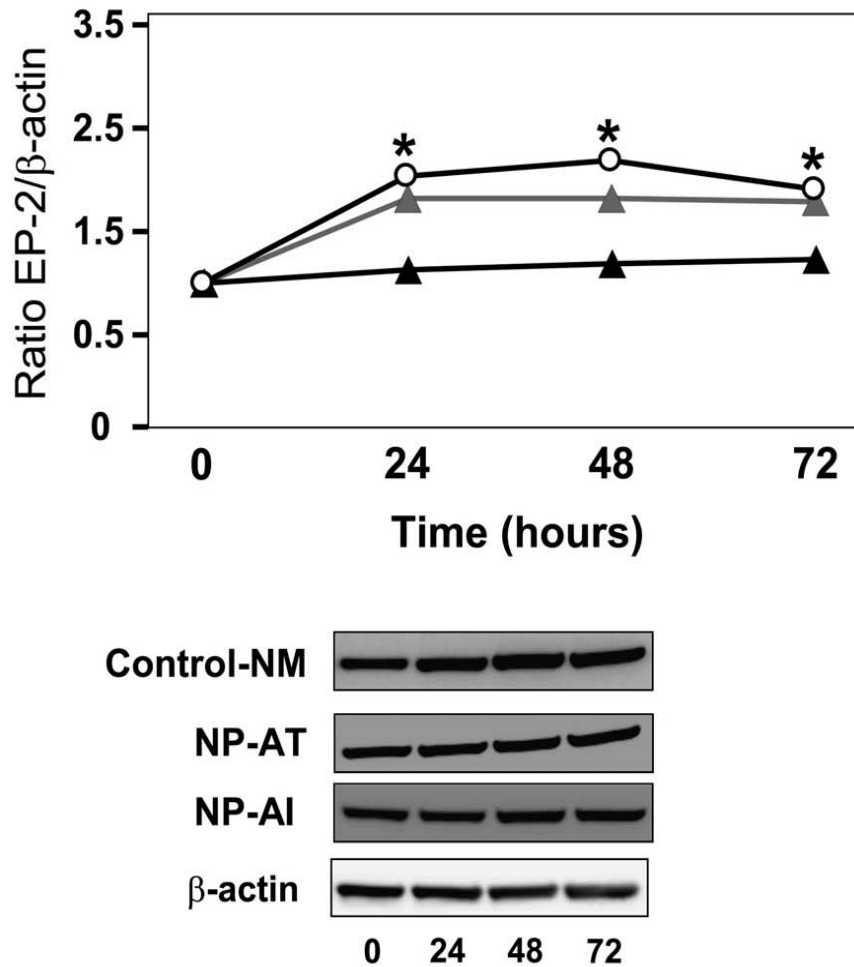 3.5
2.5
1.5
0.5
0
Ratio EP-2/β-actin
* * *
0 24 48 72
Time (hours)
Control-NM
NP-AT
NP-AI
β-actin
0 24 48 72